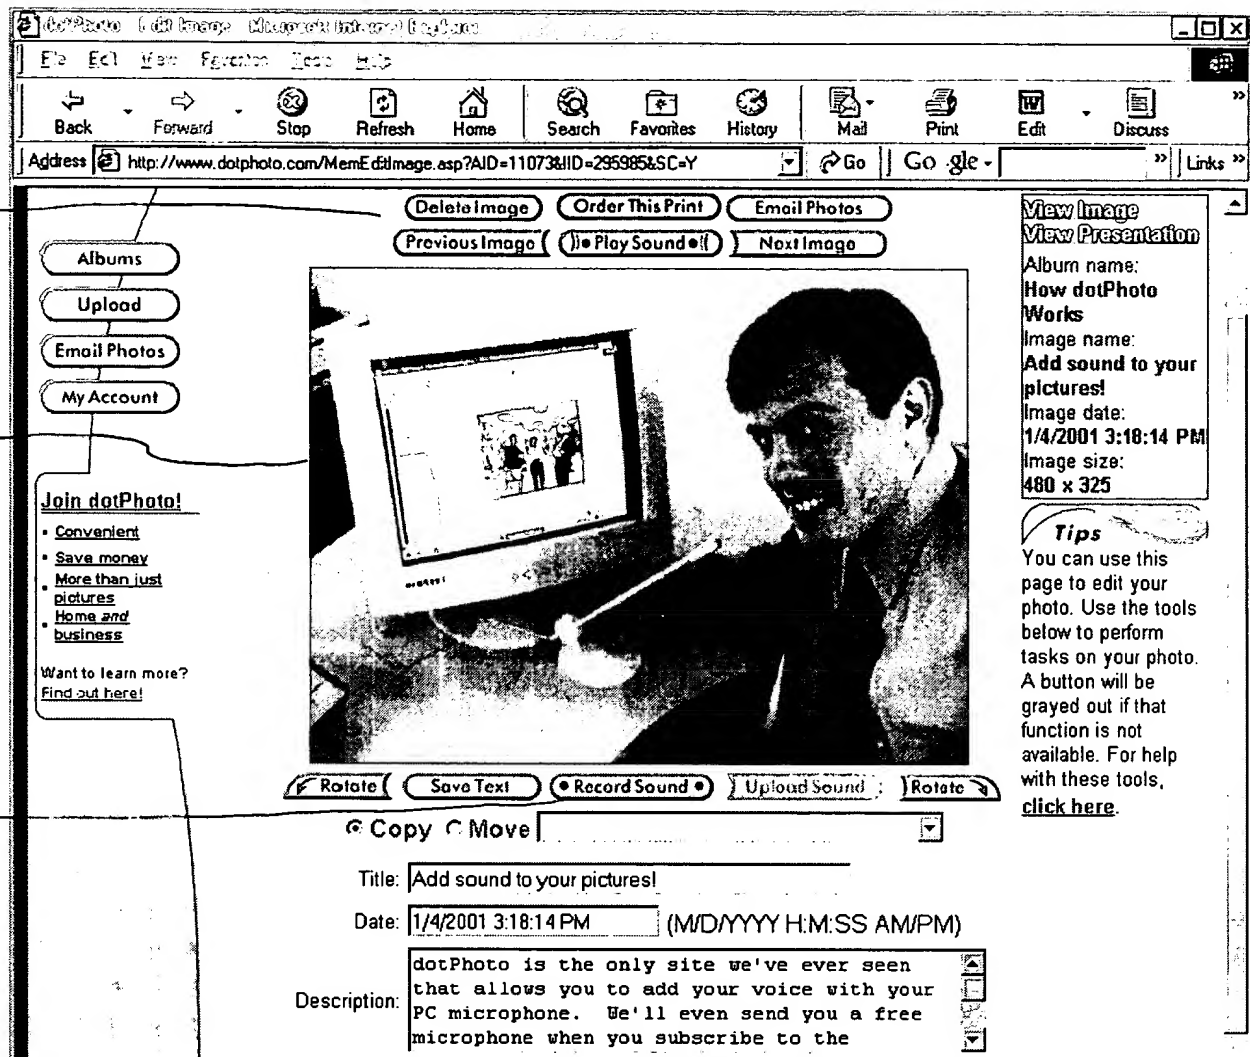 dotPhoto Edit Image Microsoft Internet Explorer
File Edit View Favorites Tools Help
Back Forward Stop Refresh Home Search Favorites History Mail Print Edit Discuss »
Address http://www.dotphoto.com/MemEditImage.asp?AID=11073&IID=295985&SC=Y Go Go gle » Links »
Delete Image Order This Print Email Photos
Previous Image Play Sound Next Image
Albums
Upload
Email Photos
My Account
Join dotPhoto!
Convenient
Save money
More than just
pictures
Home and
business
Want to learn more?
Find out here!
View Image
View Presentation
Album name:
How dotPhoto
Works
Image name:
Add sound to your
pictures!
Image date:
1/4/2001 3:18:14 PM
Image size:
480 x 325
Tips
You can use this
page to edit your
photo. Use the tools
below to perform
tasks on your photo.
A button will be
grayed out if that
function is not
available. For help
with these tools,
click here.
Rotate Save Text Record Sound Upload Sound Rotate
Copy Move
Title: Add sound to your pictures!
Date: 1/4/2001 3:18:14 PM (M/D/YYYY H:M:SS AM/PM)
Description: dotPhoto is the only site we've ever seen
that allows you to add your voice with your
PC microphone. We'll even send you a free
microphone when you subscribe to the